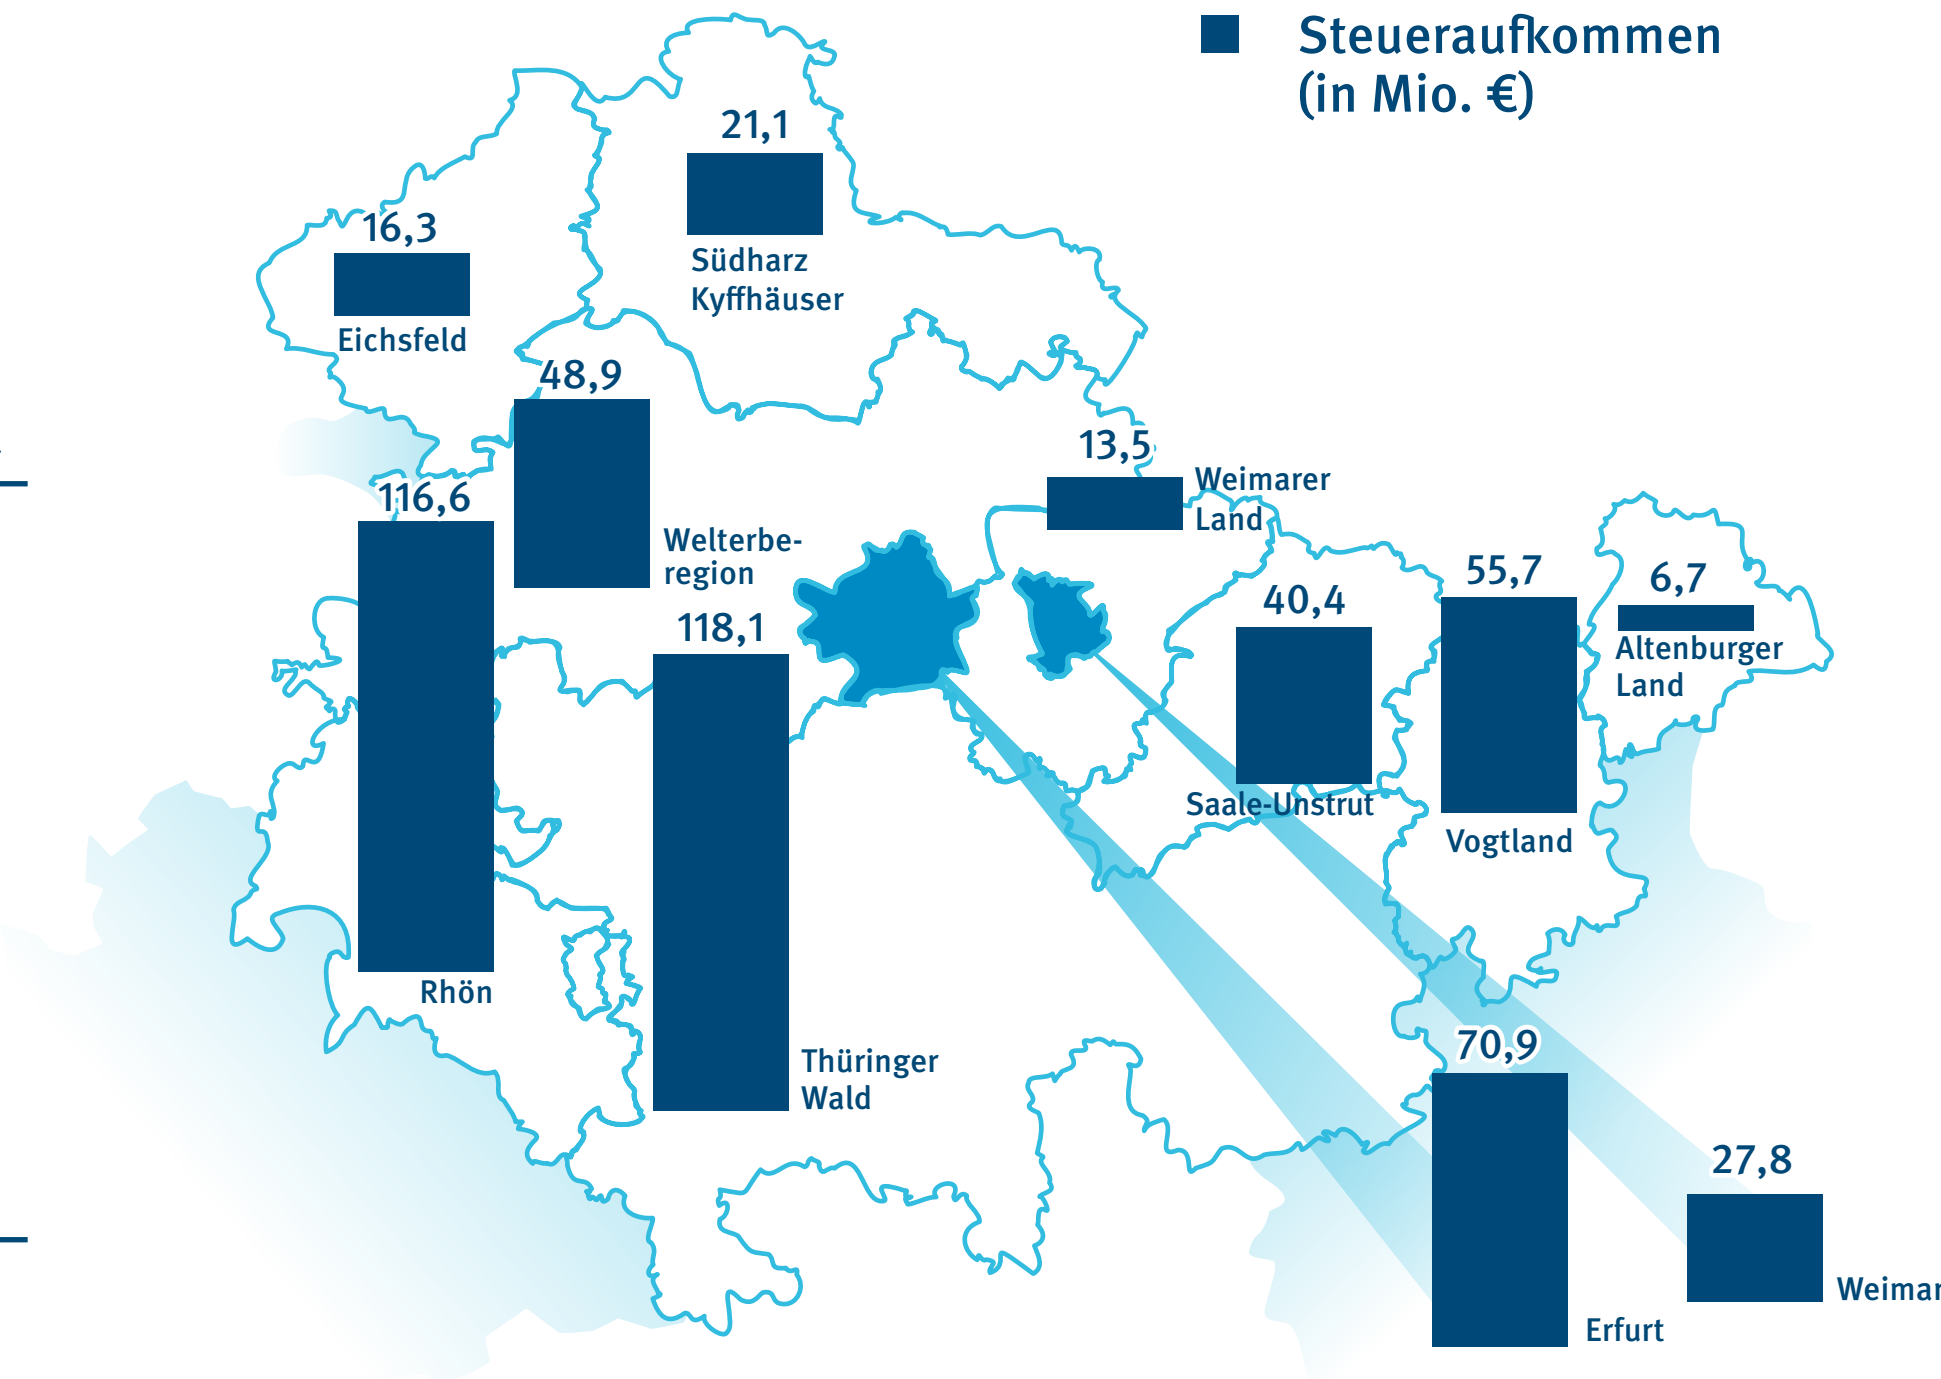 Steueraufkommen
(in Mio. €)
21,1
Südharz
Kyffhäuser
16,3
Eichsfeld
48,9
Welterbe-
region
116,6
Rhön
118,1
Thüringer
Wald
13,5
Weimarer
Land
40,4
Saale-Unstrut
55,7
Vogtland
6,7
Altenburger
Land
70,9
Erfurt
27,8
Weimar